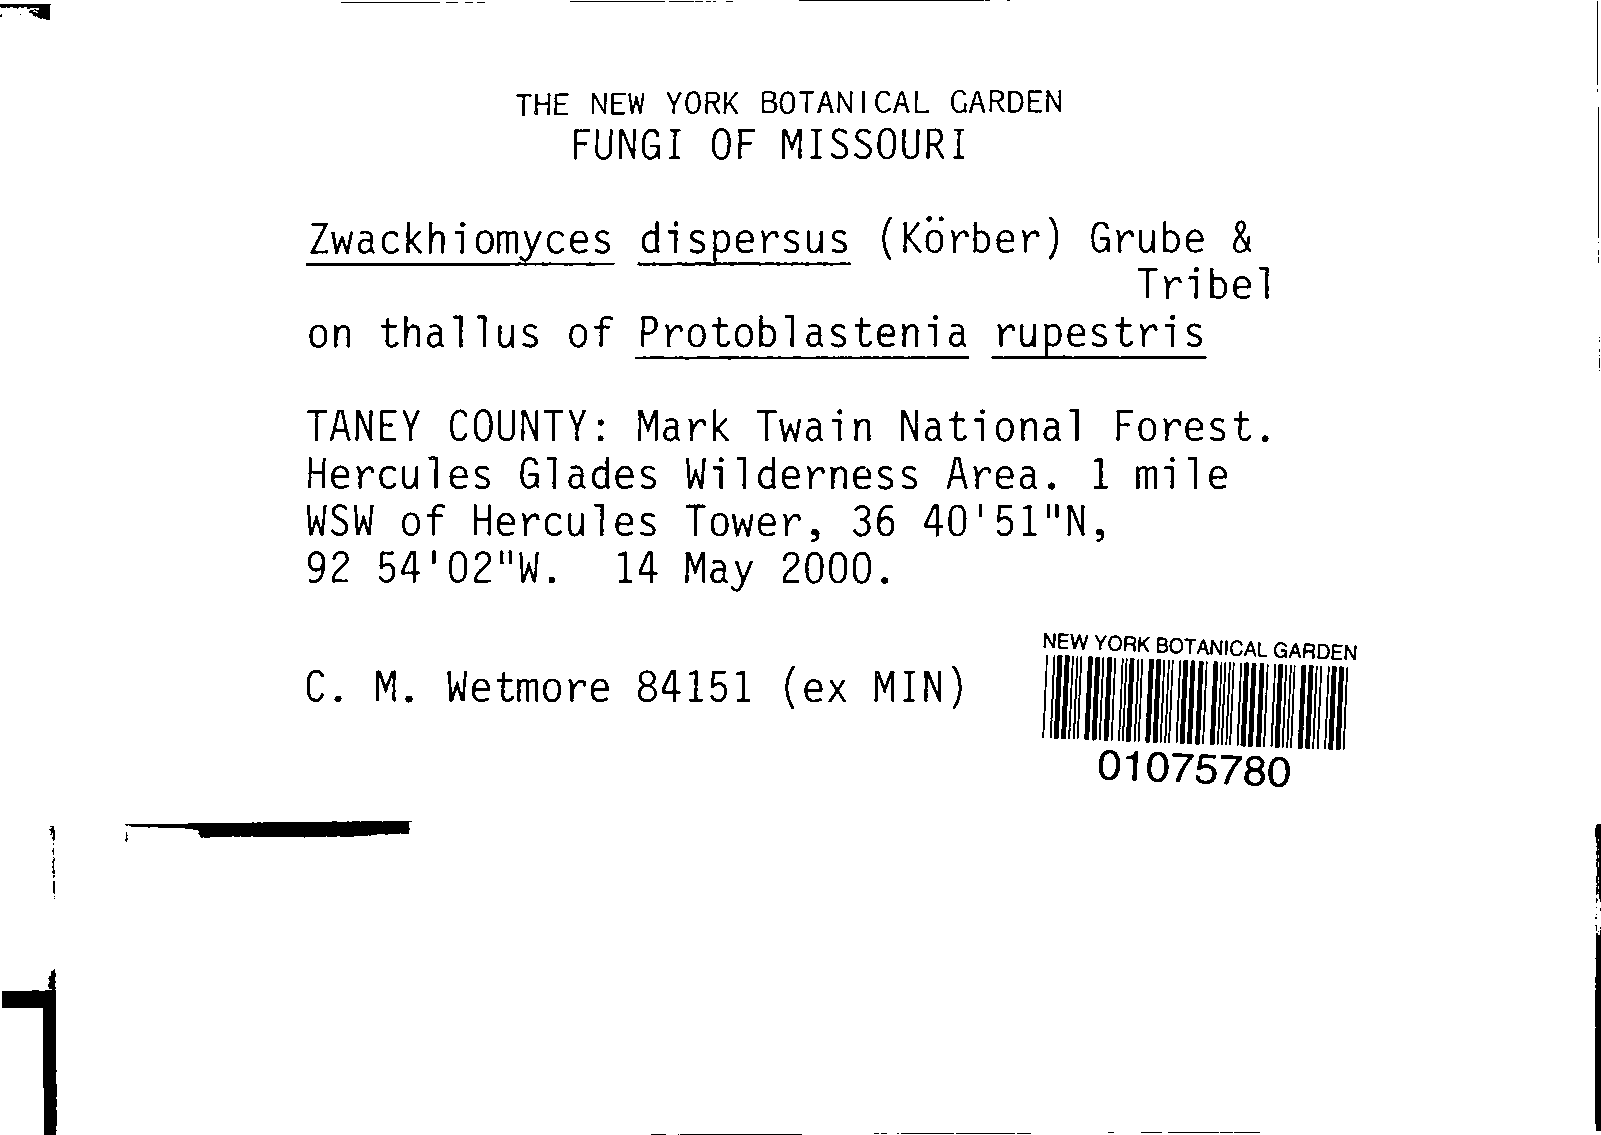 THE NEW YORK BOTANICAL GARDEN
FUNGI OF MISSOURI
Zwackhiomyces dispersus (Körber) Grube &
Tribel
on thallus of Protoblastenia rupestris
TANEY COUNTY: Mark Twain National Forest.
Hercules Glades Wilderness Area. 1 mile
WSW of Hercules Tower, 36 40'51"N,
92 54'02"W. 14 May 2000.
C. M. Wetmore 84151 (ex MIN)
NEW YORK BOTANICAL GARDEN
01075780